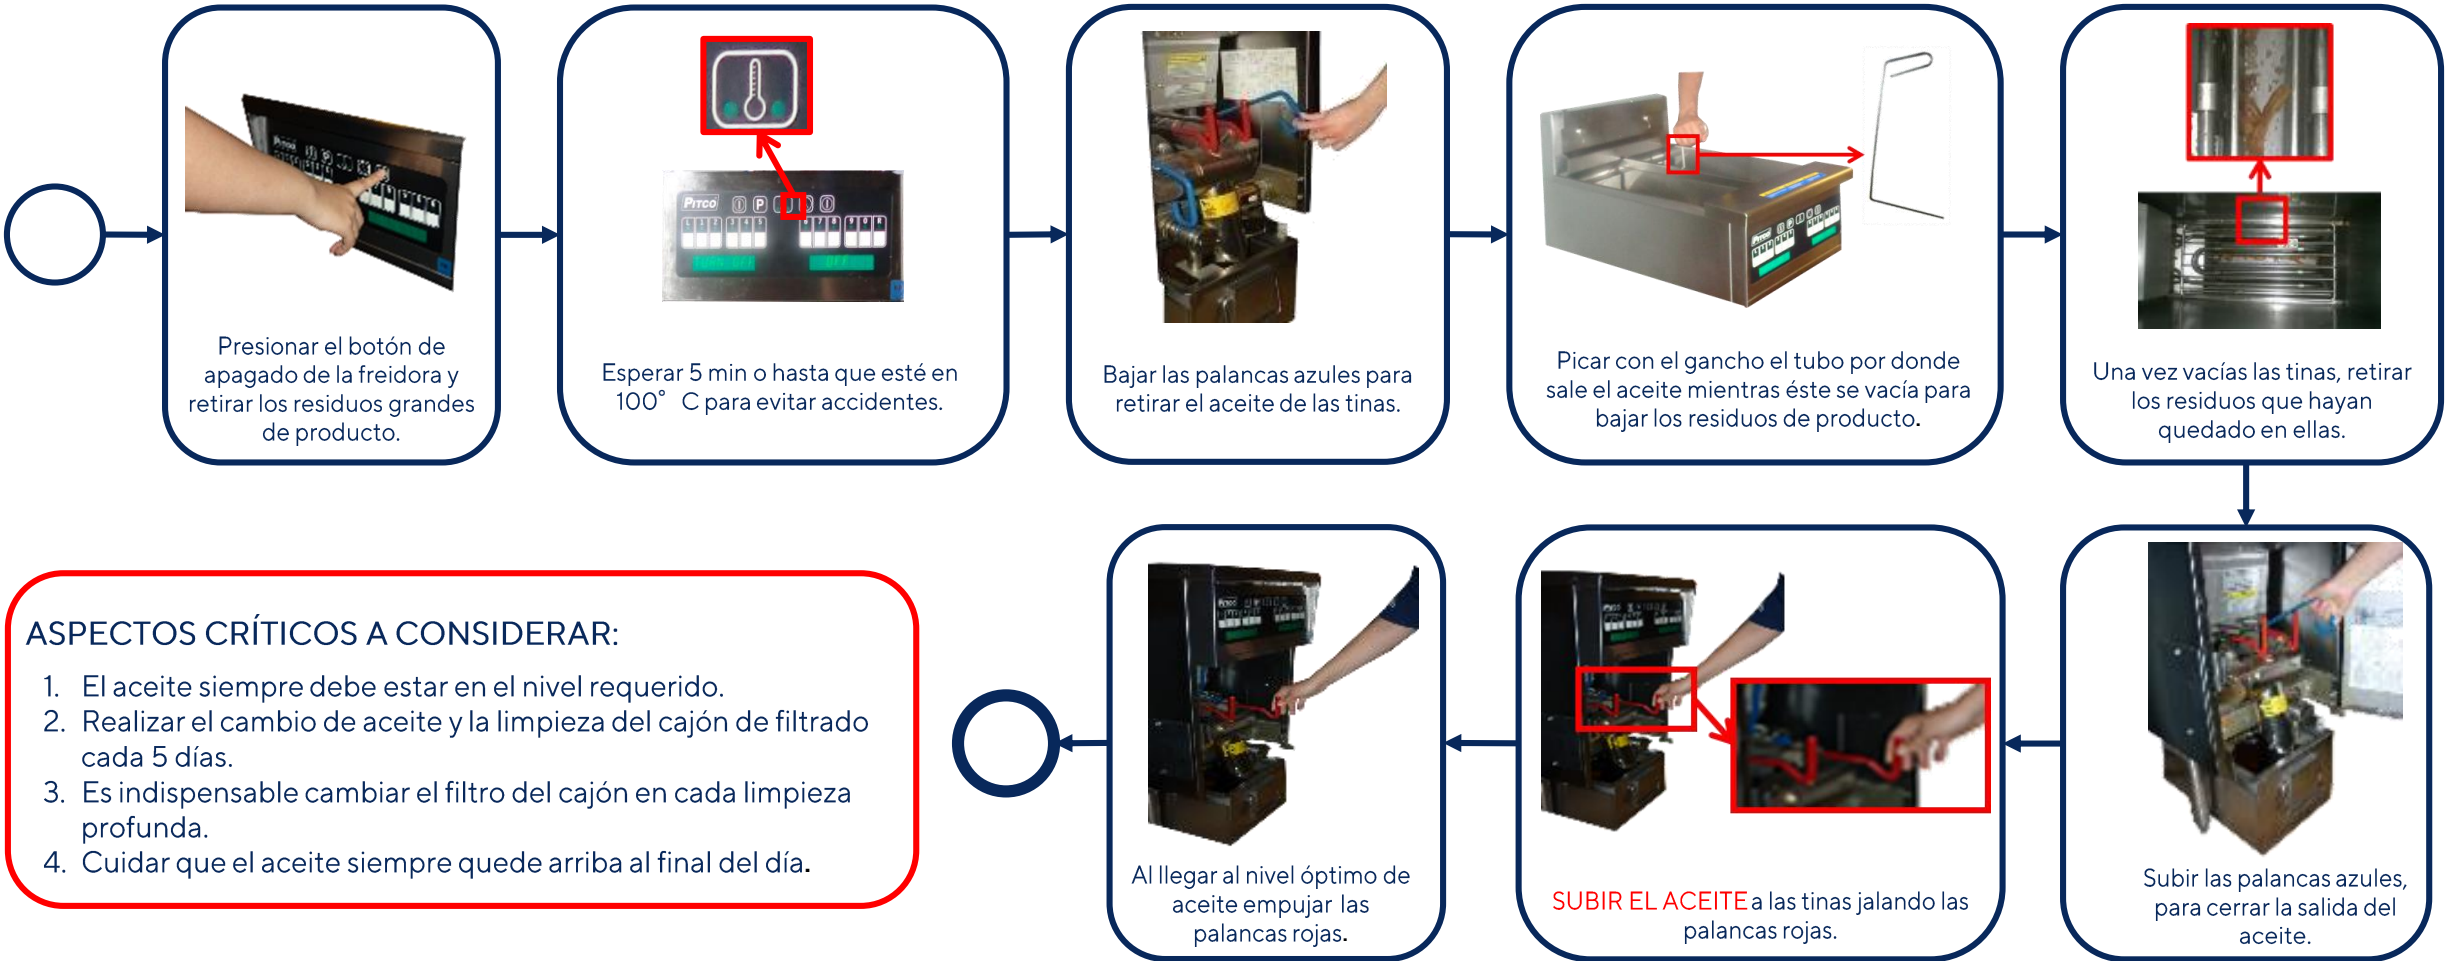 Presionar el botón de
apagado de la freidora y
retirar los residuos grandes
de producto.
PITCO
Esperar 5 min o hasta que esté en
100° C para evitar accidentes.
Bajar las palancas azules para
retirar el aceite de las tinas.
Picar con el gancho el tubo por donde
sale el aceite mientras éste se vacía para
bajar los residuos de producto.
Una vez vacías las tinas, retirar
los residuos que hayan
quedado en ellas.
Subir las palancas azules,
para cerrar la salida del
aceite.
SUBIR EL ACEITE a las tinas jalando las
palancas rojas.
Al llegar al nivel óptimo de
aceite empujar las
palancas rojas.
ASPECTOS CRÍTICOS A CONSIDERAR:
1. El aceite siempre debe estar en el nivel requerido.
2. Realizar el cambio de aceite y la limpieza del cajón de filtrado
cada 5 días.
3. Es indispensable cambiar el filtro del cajón en cada limpieza
profunda.
4. Cuidar que el aceite siempre quede arriba al final del día.